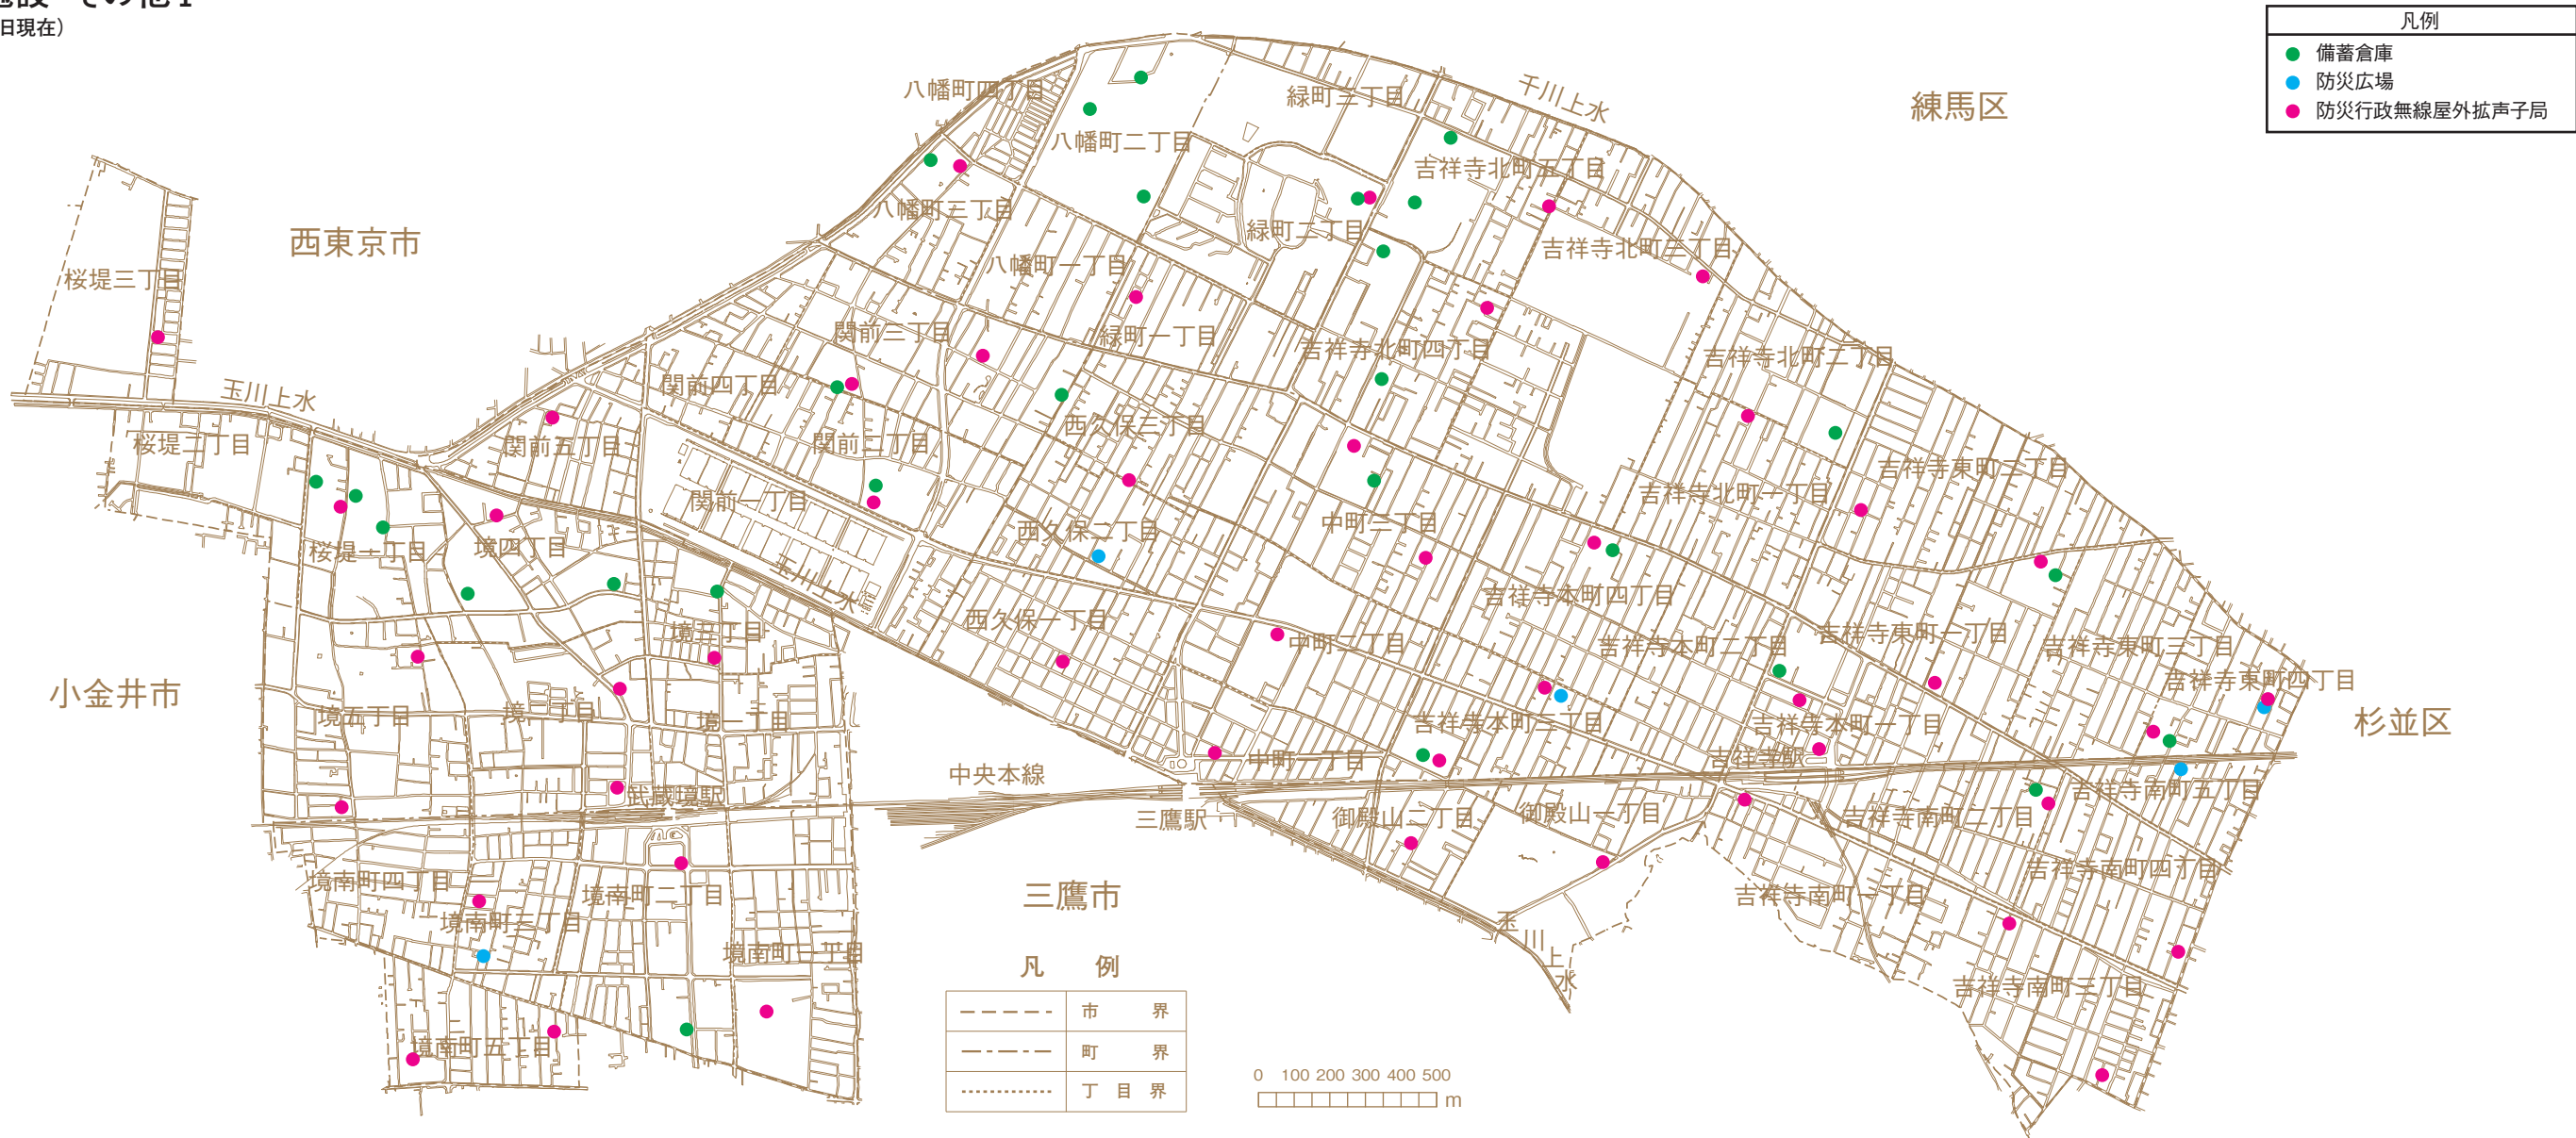 その他 1
日現在）
凡例
備蓄倉庫
防災広場
防災行政無線屋外拡声子局
八幡町四丁目
緑町三丁目
千川上水
練馬区
八幡町二丁目
吉祥寺北町五丁目
八幡町三丁目
緑町二丁目
西東京市
吉祥寺北町三丁目
八幡町一丁目
桜堤三丁目
関前三丁目
緑町一丁目
吉祥寺北町四丁目
吉祥寺北町二丁目
関前四丁目
玉川上水
西久保三丁目
桜堤二丁目
関前五丁目
関前二丁目
吉祥寺東町二丁目
関前一丁目
吉祥寺北町一丁目
西久保二丁目
中町三丁目
桜堤一丁目
境四丁目
玉川上水
吉祥寺本町四丁目
西久保一丁目
境三丁目
中町二丁目
吉祥寺本町二丁目
吉祥寺東町一丁目
吉祥寺東町三丁目
小金井市
吉祥寺東町四丁目
境五丁目
境二丁目
境一丁目
吉祥寺本町三丁目
吉祥寺本町一丁目
杉並区
中町一丁目
吉祥寺駅
中央本線
武蔵境駅
吉祥寺南町五丁目
三鷹駅
御殿山二丁目
御殿山一丁目
吉祥寺南町二丁目
境南町四丁目
境南町二丁目
三鷹市
吉祥寺南町一丁目
吉祥寺南町四丁目
境南町三丁目
玉川上水
境南町一丁目
凡 例
吉祥寺南町三丁目
市 界
町 界
丁 目 界
境南町五丁目
0 100 200 300 400 500
m